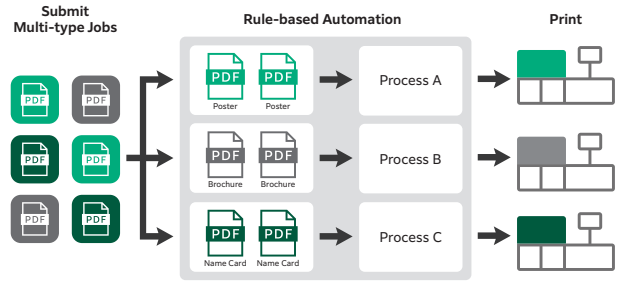 Submit
Multi-type Jobs
Rule-based Automation
Print
PDF
PDF
PDF
PDF
PDF
PDF
PDF
PDF
Poster
Poster
Process A
PDF
PDF
Brochure
Brochure
Process B
PDF
PDF
Name Card
Name Card
Process C